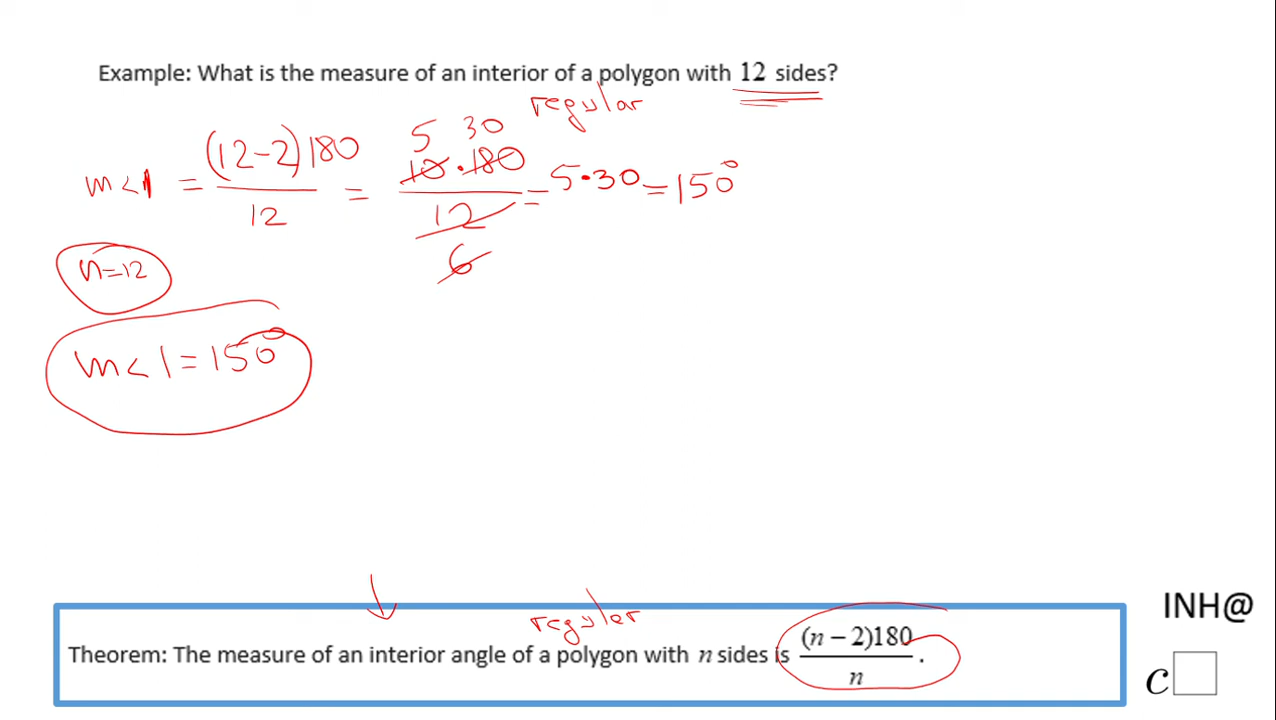 Example: What is the measure of an interior of a polygon with 12 sides?
regular
m<1 = (12-2)180 / 12 = 10·180 / 12 = 5·30 = 150°
5 30
6
n=12
m<1=150°
INH@
regular
Theorem: The measure of an interior angle of a polygon with n sides is (n − 2)180 / n .
c